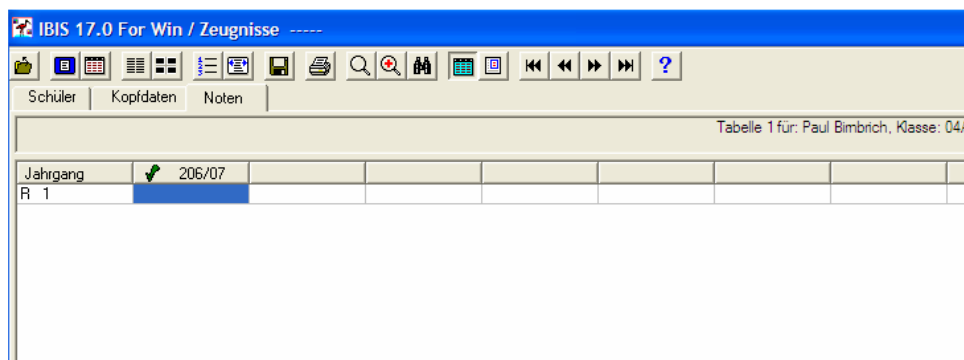 IBIS 17.0 For Win / Zeugnisse -----
Schüler Kopfdaten Noten
Tabelle 1 für: Paul Bimbrich, Klasse: 04/
Jahrgang 206/07
R 1